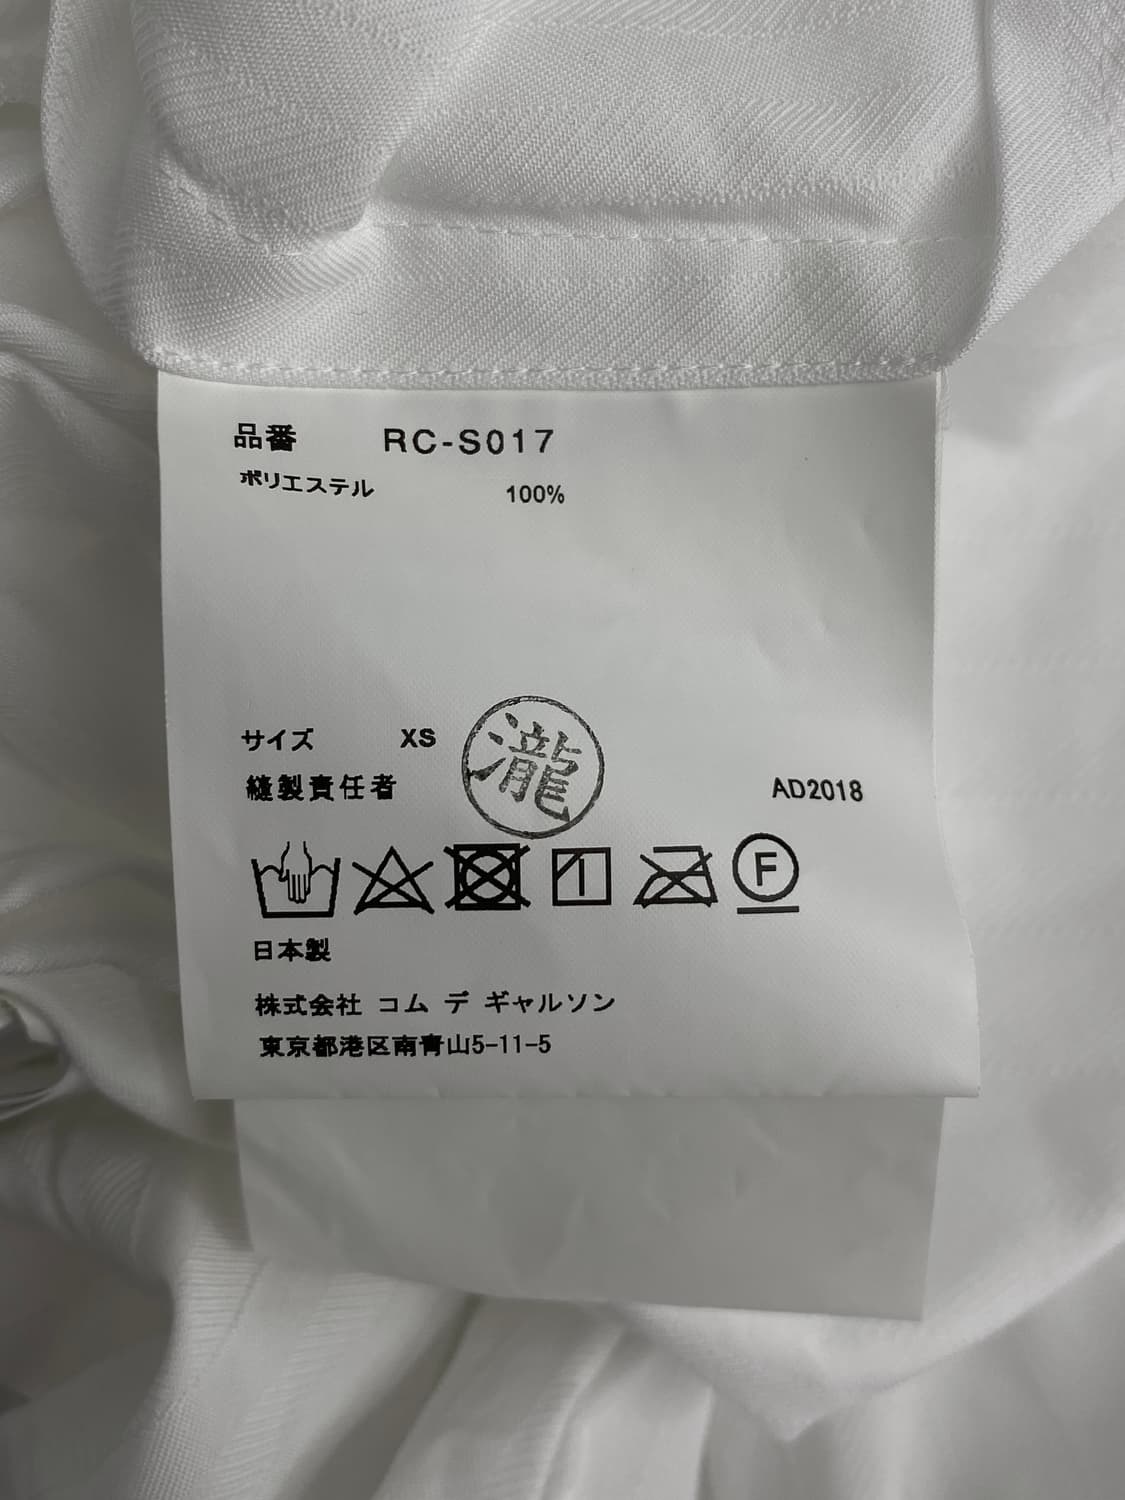 品番 RC-S017
ポリエステル 100%
サイズ XS
縫製責任者 瀧
AD2018
F
日本製
株式会社 コム デ ギャルソン
東京都港区南青山5-11-5